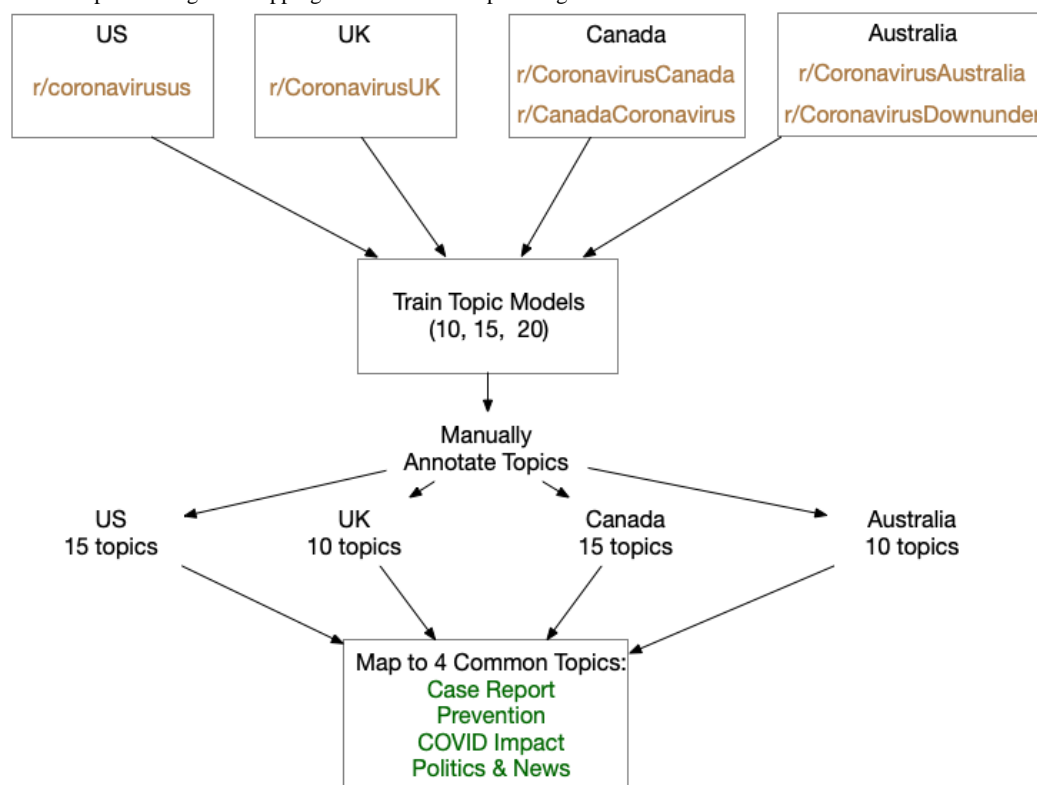 US
r/coronavirusus
UK
r/CoronavirusUK
Canada
r/CoronavirusCanada
r/CanadaCoronavirus
Australia
r/CoronavirusAustralia
r/CoronavirusDownunder
Train Topic Models
(10, 15, 20)
Manually
Annotate Topics
US
15 topics
UK
10 topics
Canada
15 topics
Australia
10 topics
Map to 4 Common Topics:
Case Report
Prevention
COVID Impact
Politics & News